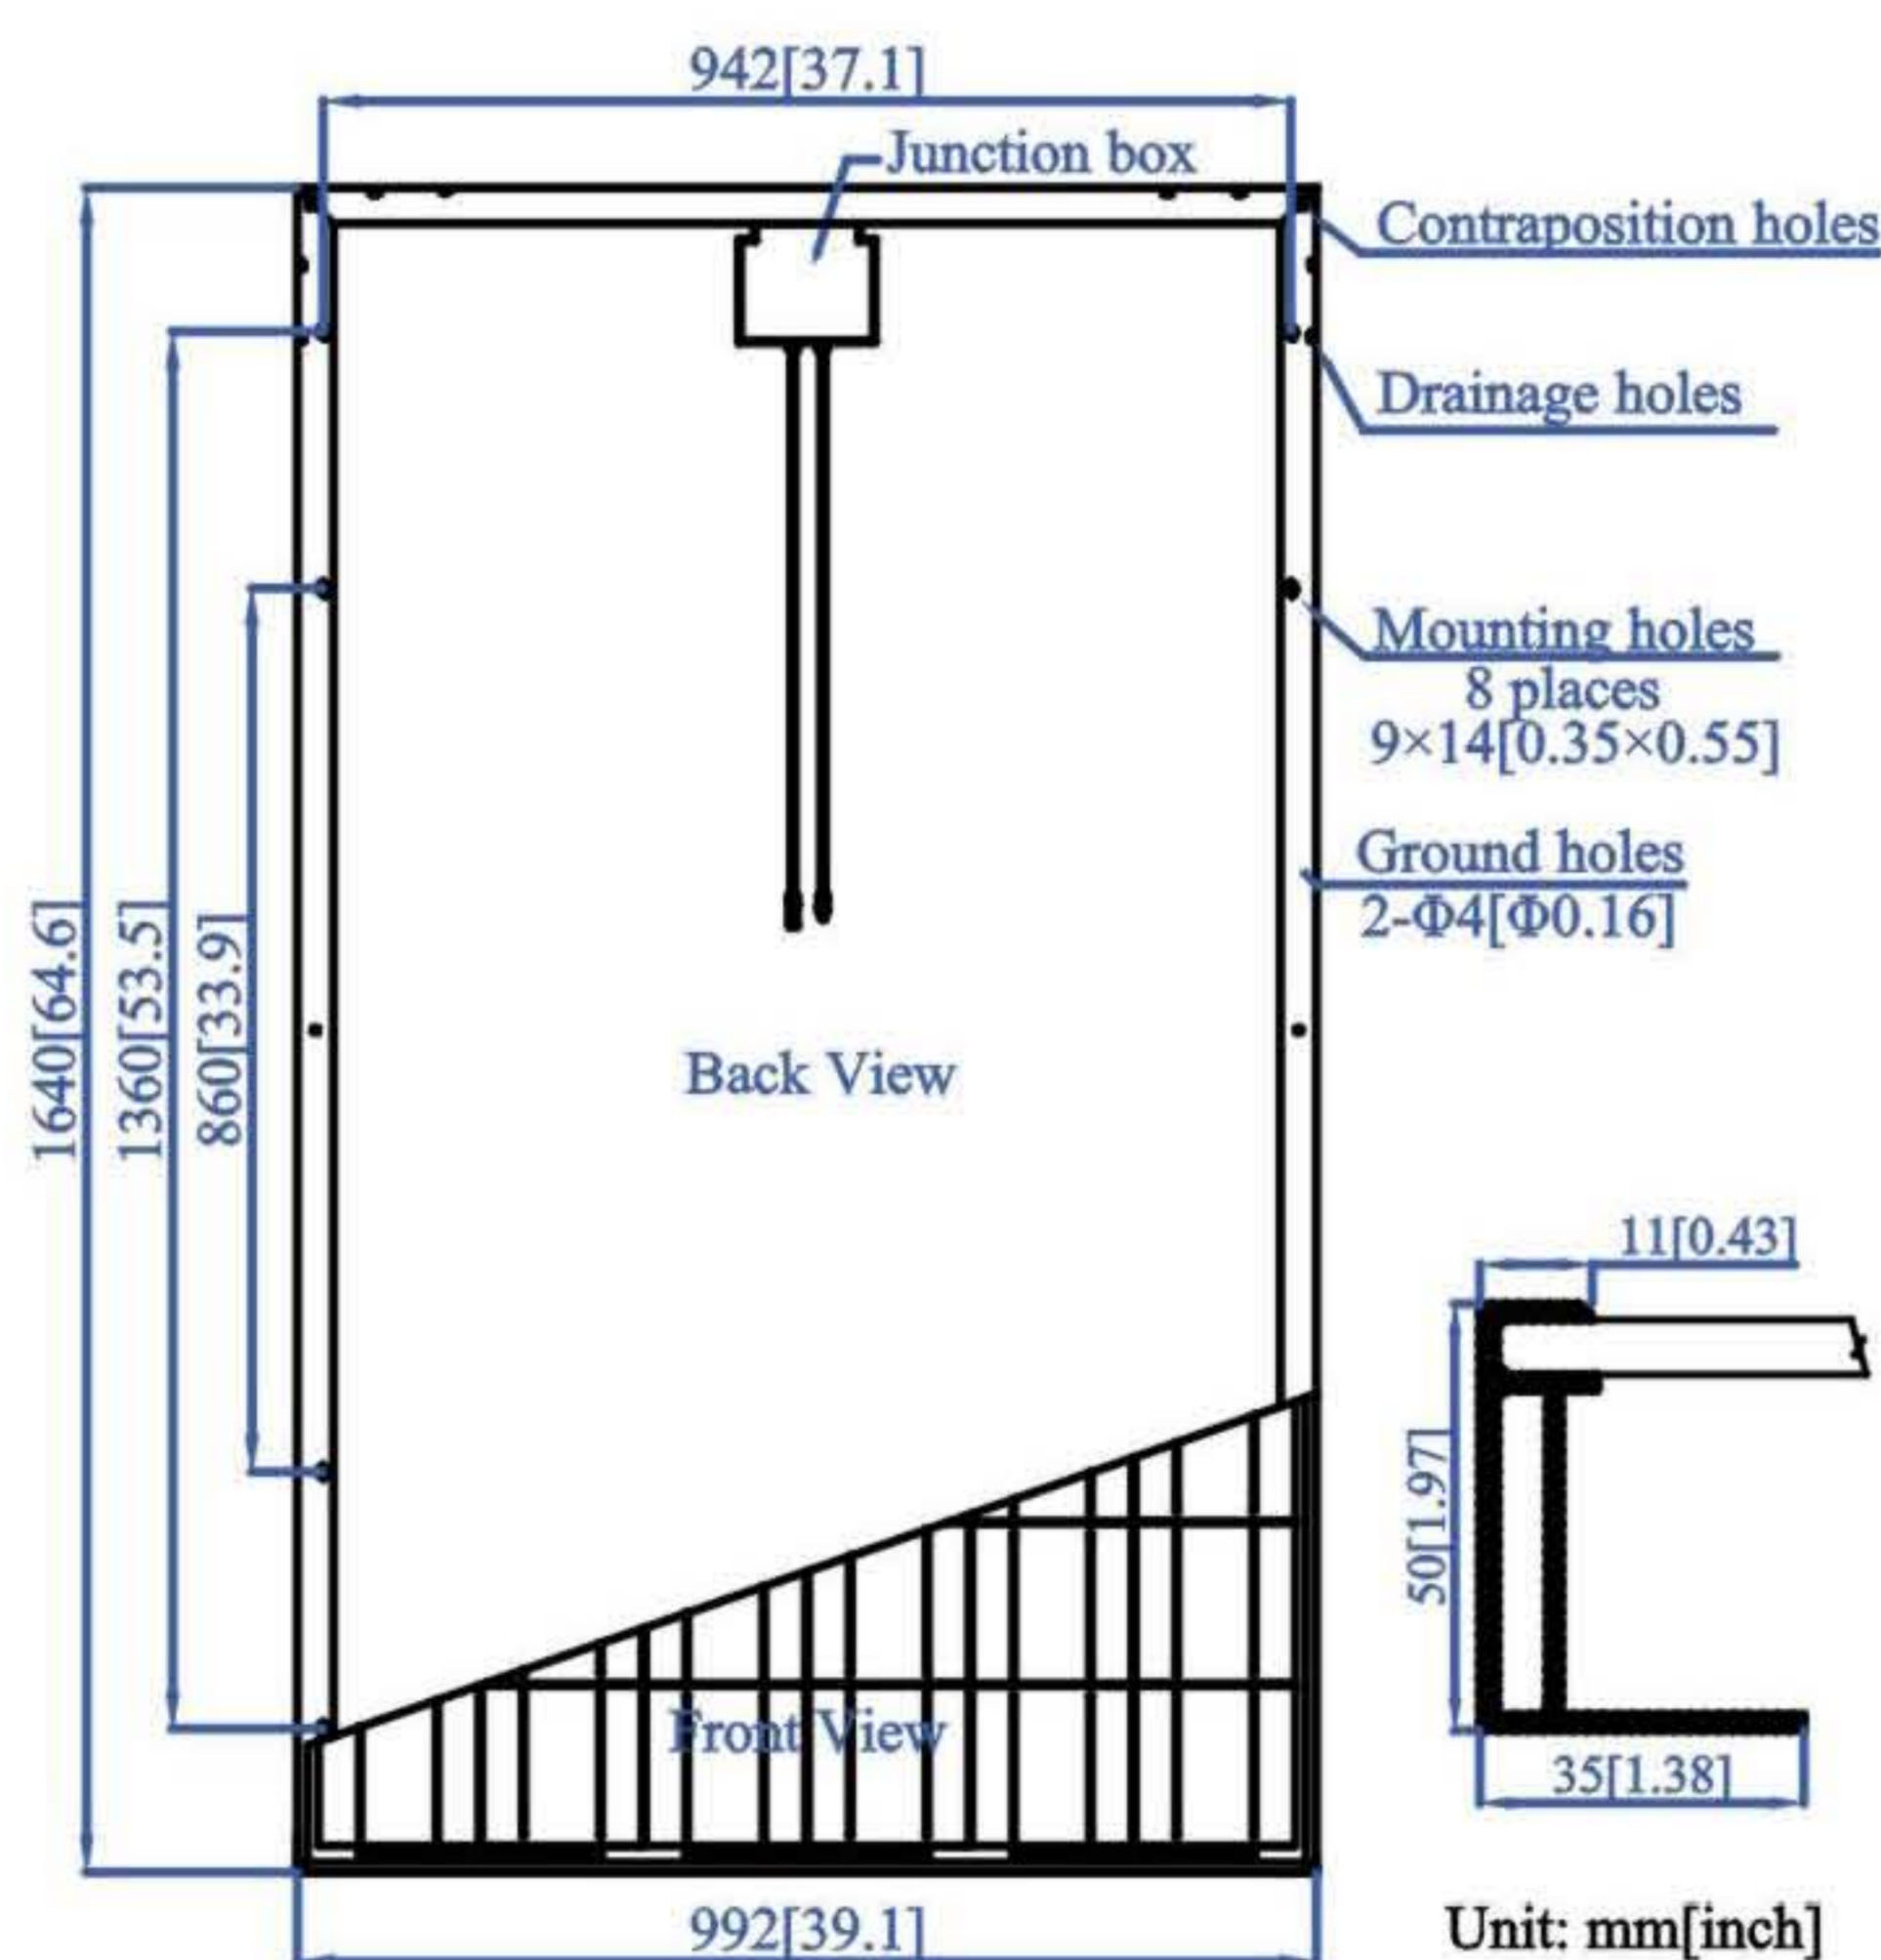 942[37.1]
Junction box
Contraposition holes
Drainage holes
Mounting holes
8 places
9×14[0.35×0.55]
Ground holes
2-Φ4[Φ0.16]
1640[64.6]
1360[53.5]
860[33.9]
Back View
11[0.43]
50[1.97]
35[1.38]
Front View
992[39.1]
Unit: mm[inch]